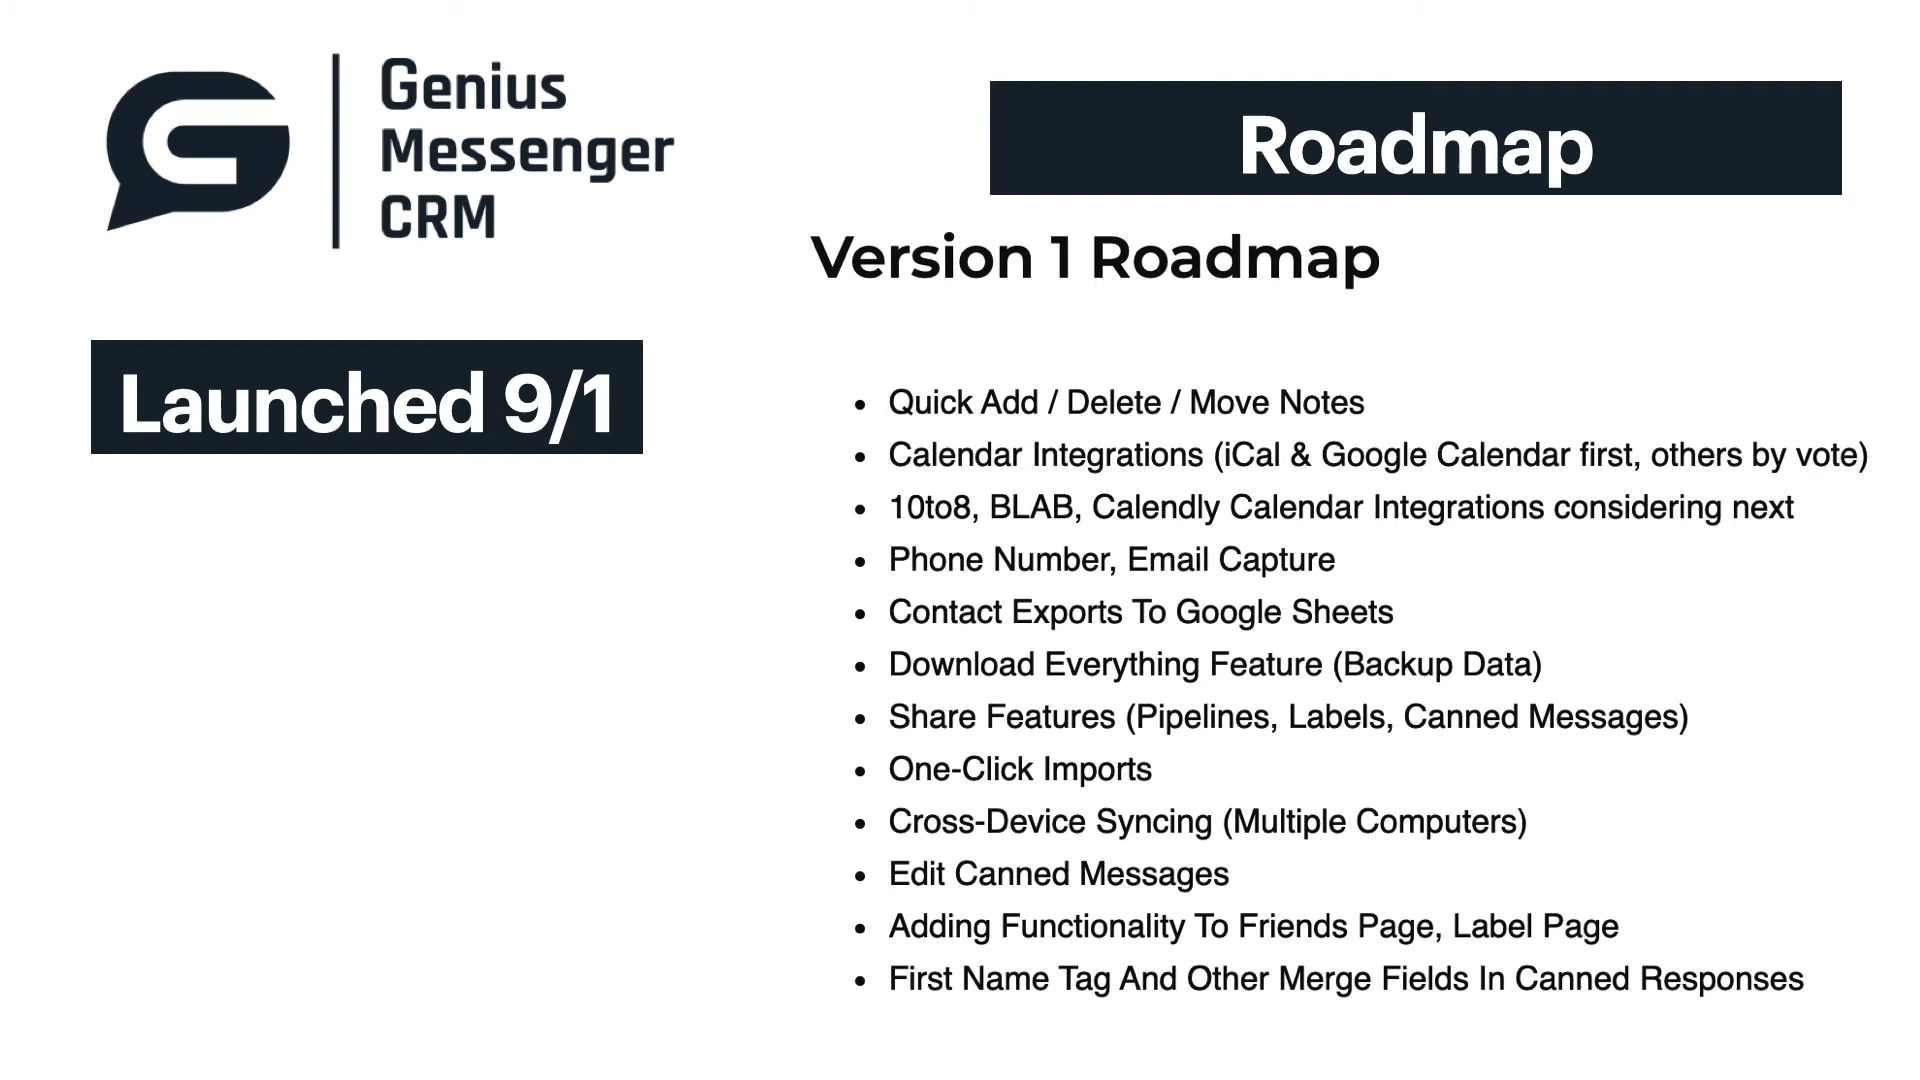 Genius
Messenger
CRM
Launched 9/1
Roadmap
Version 1 Roadmap
• Quick Add / Delete / Move Notes
• Calendar Integrations (iCal & Google Calendar first, others by vote)
• 10to8, BLAB, Calendly Calendar Integrations considering next
• Phone Number, Email Capture
• Contact Exports To Google Sheets
• Download Everything Feature (Backup Data)
• Share Features (Pipelines, Labels, Canned Messages)
• One-Click Imports
• Cross-Device Syncing (Multiple Computers)
• Edit Canned Messages
• Adding Functionality To Friends Page, Label Page
• First Name Tag And Other Merge Fields In Canned Responses